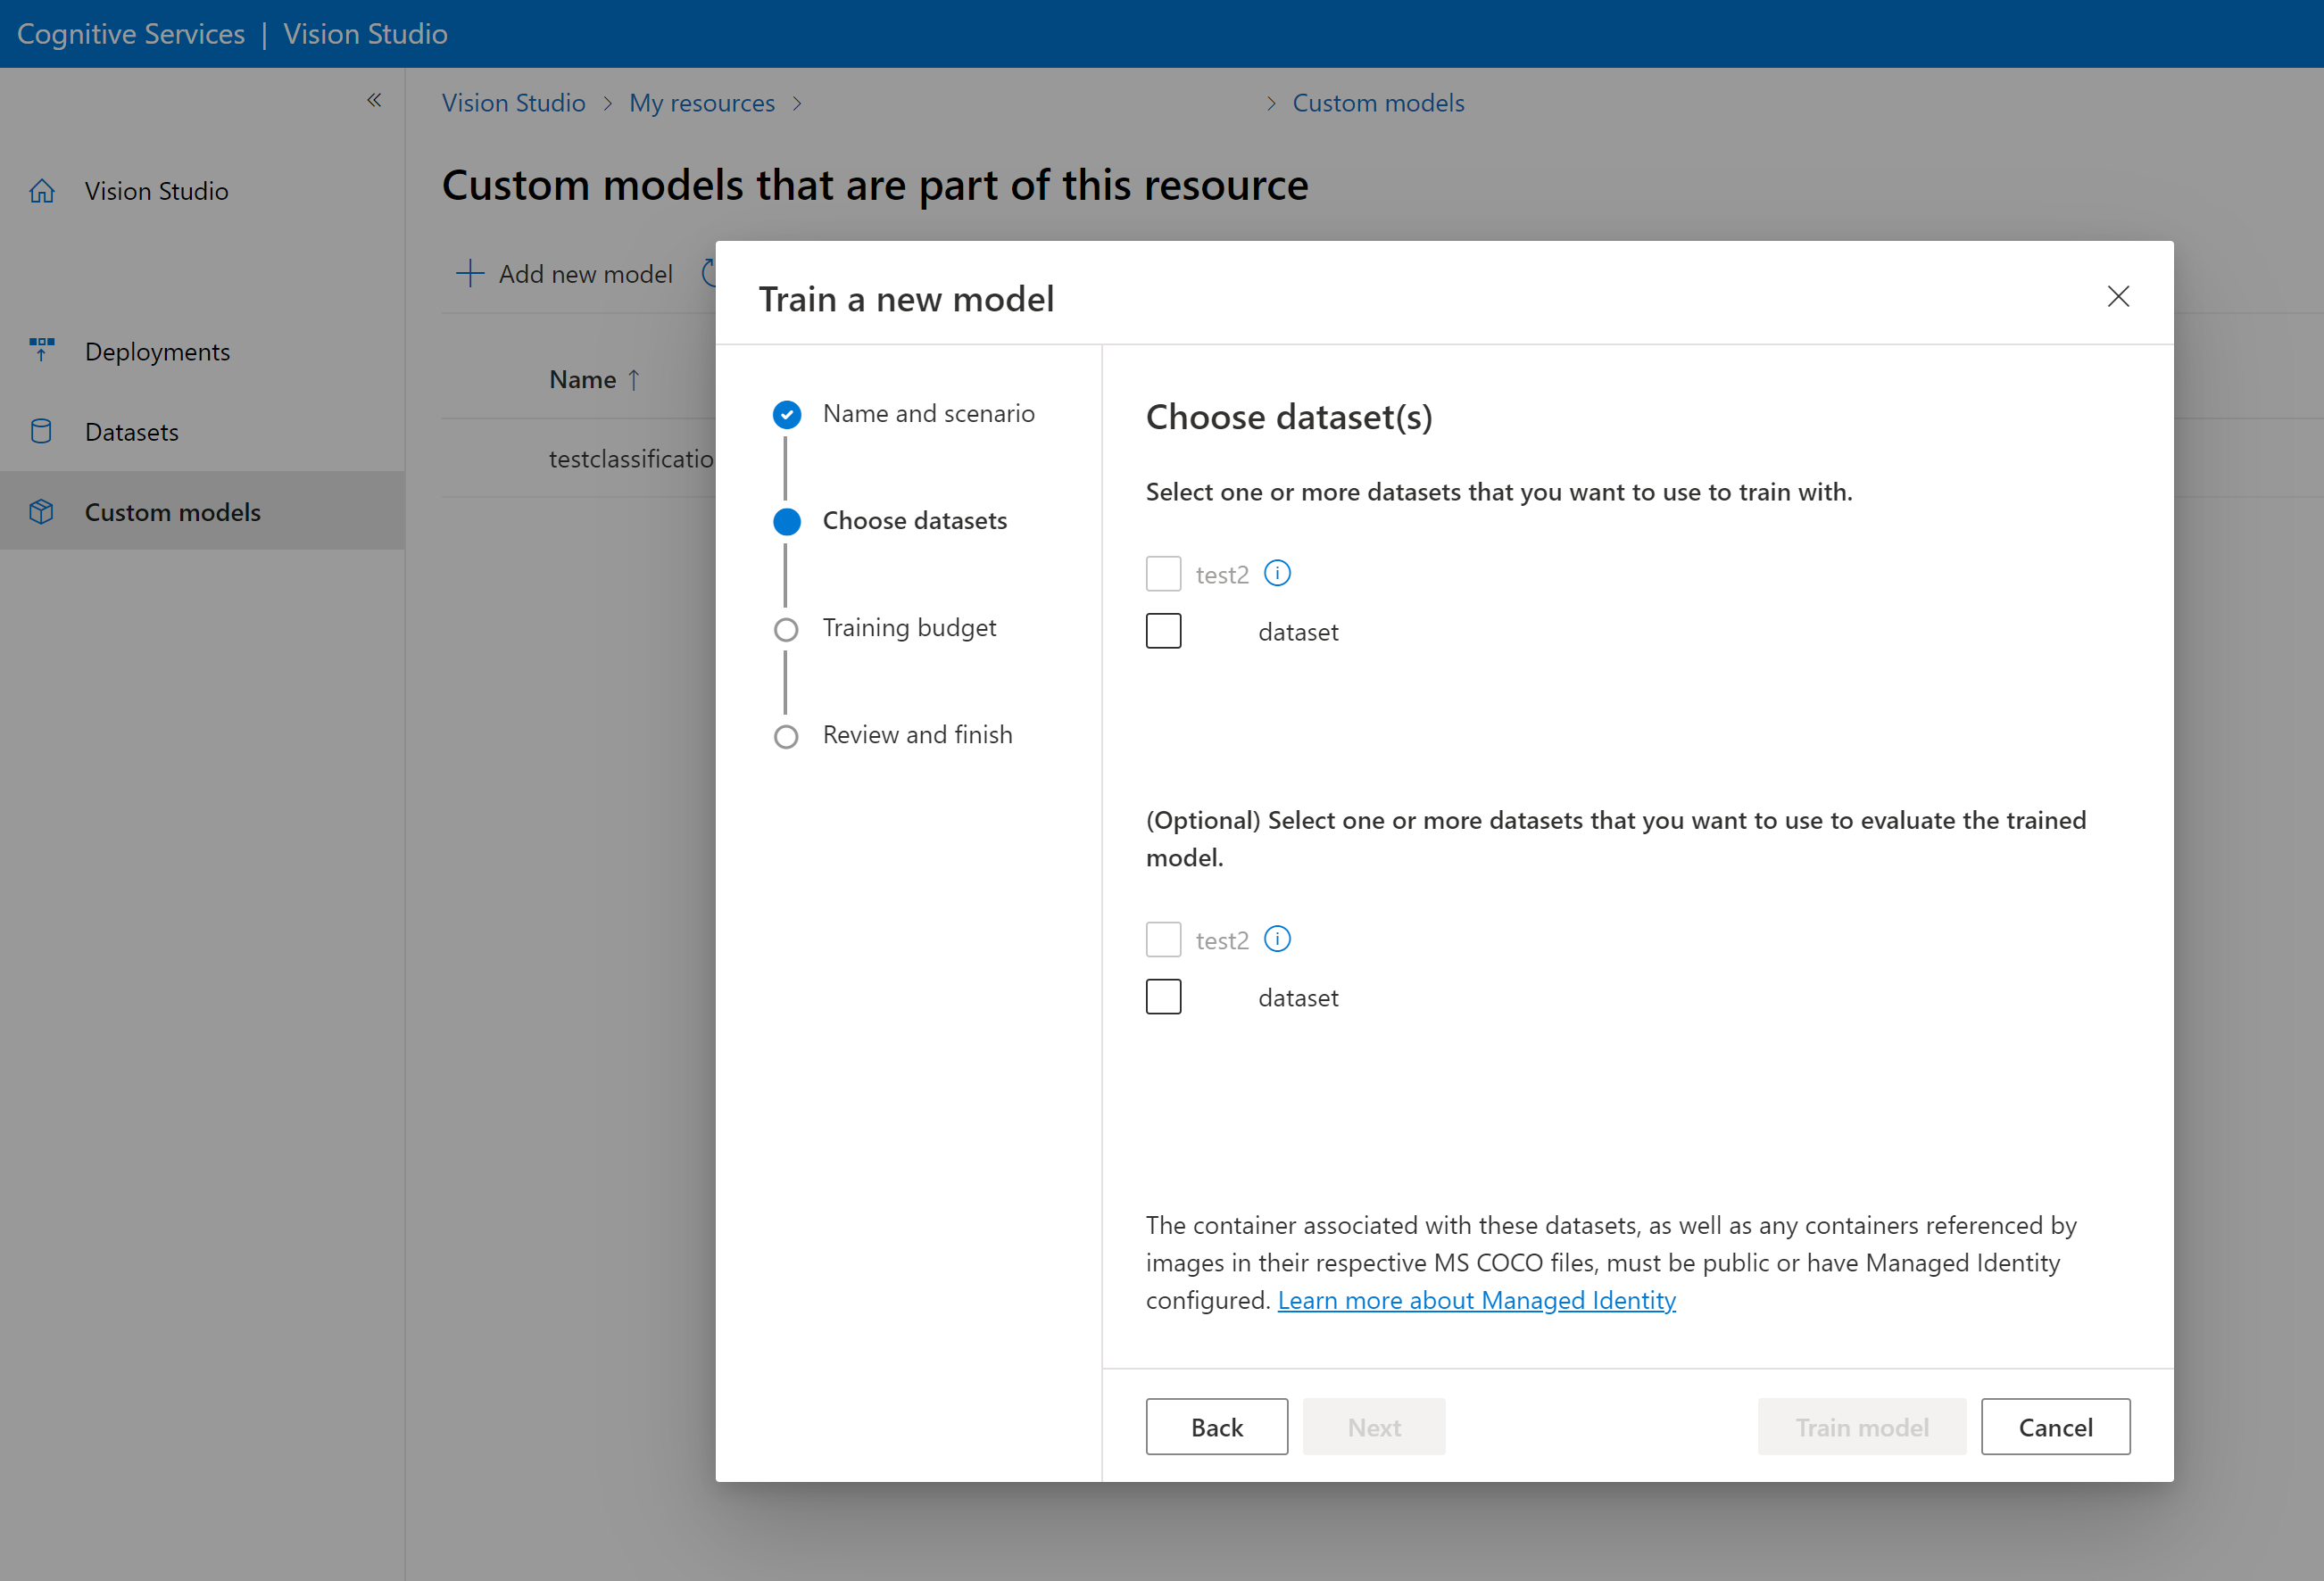 Cognitive Services | Vision Studio
Vision Studio > My resources > > Custom models
Vision Studio
Deployments
Datasets
Custom models
Custom models that are part of this resource
Add new model
Name ↑
testclassificatio
Train a new model
Name and scenario
Choose datasets
Training budget
Review and finish
Choose dataset(s)
Select one or more datasets that you want to use to train with.
test2
dataset
(Optional) Select one or more datasets that you want to use to evaluate the trained
model.
test2
dataset
The container associated with these datasets, as well as any containers referenced by
images in their respective MS COCO files, must be public or have Managed Identity
configured. Learn more about Managed Identity
Back Next Train model Cancel